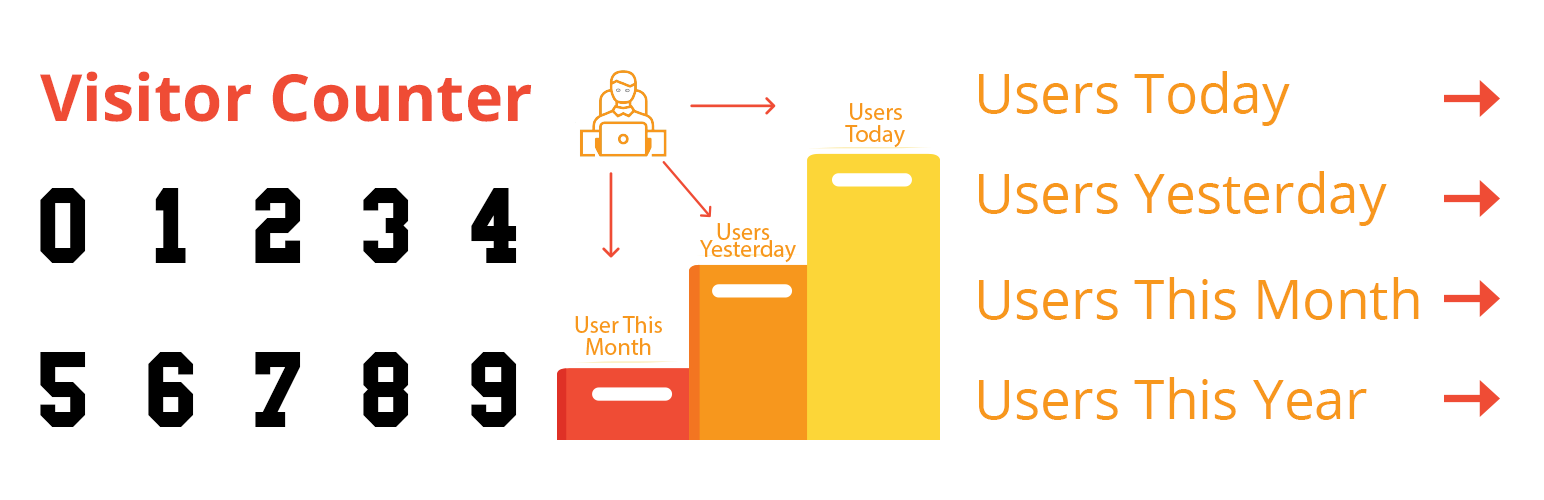 Visitor Counter
0 1 2 3 4
5 6 7 8 9
Users
Today
Users
Yesterday
User This
Month
Users Today
Users Yesterday
Users This Month
Users This Year